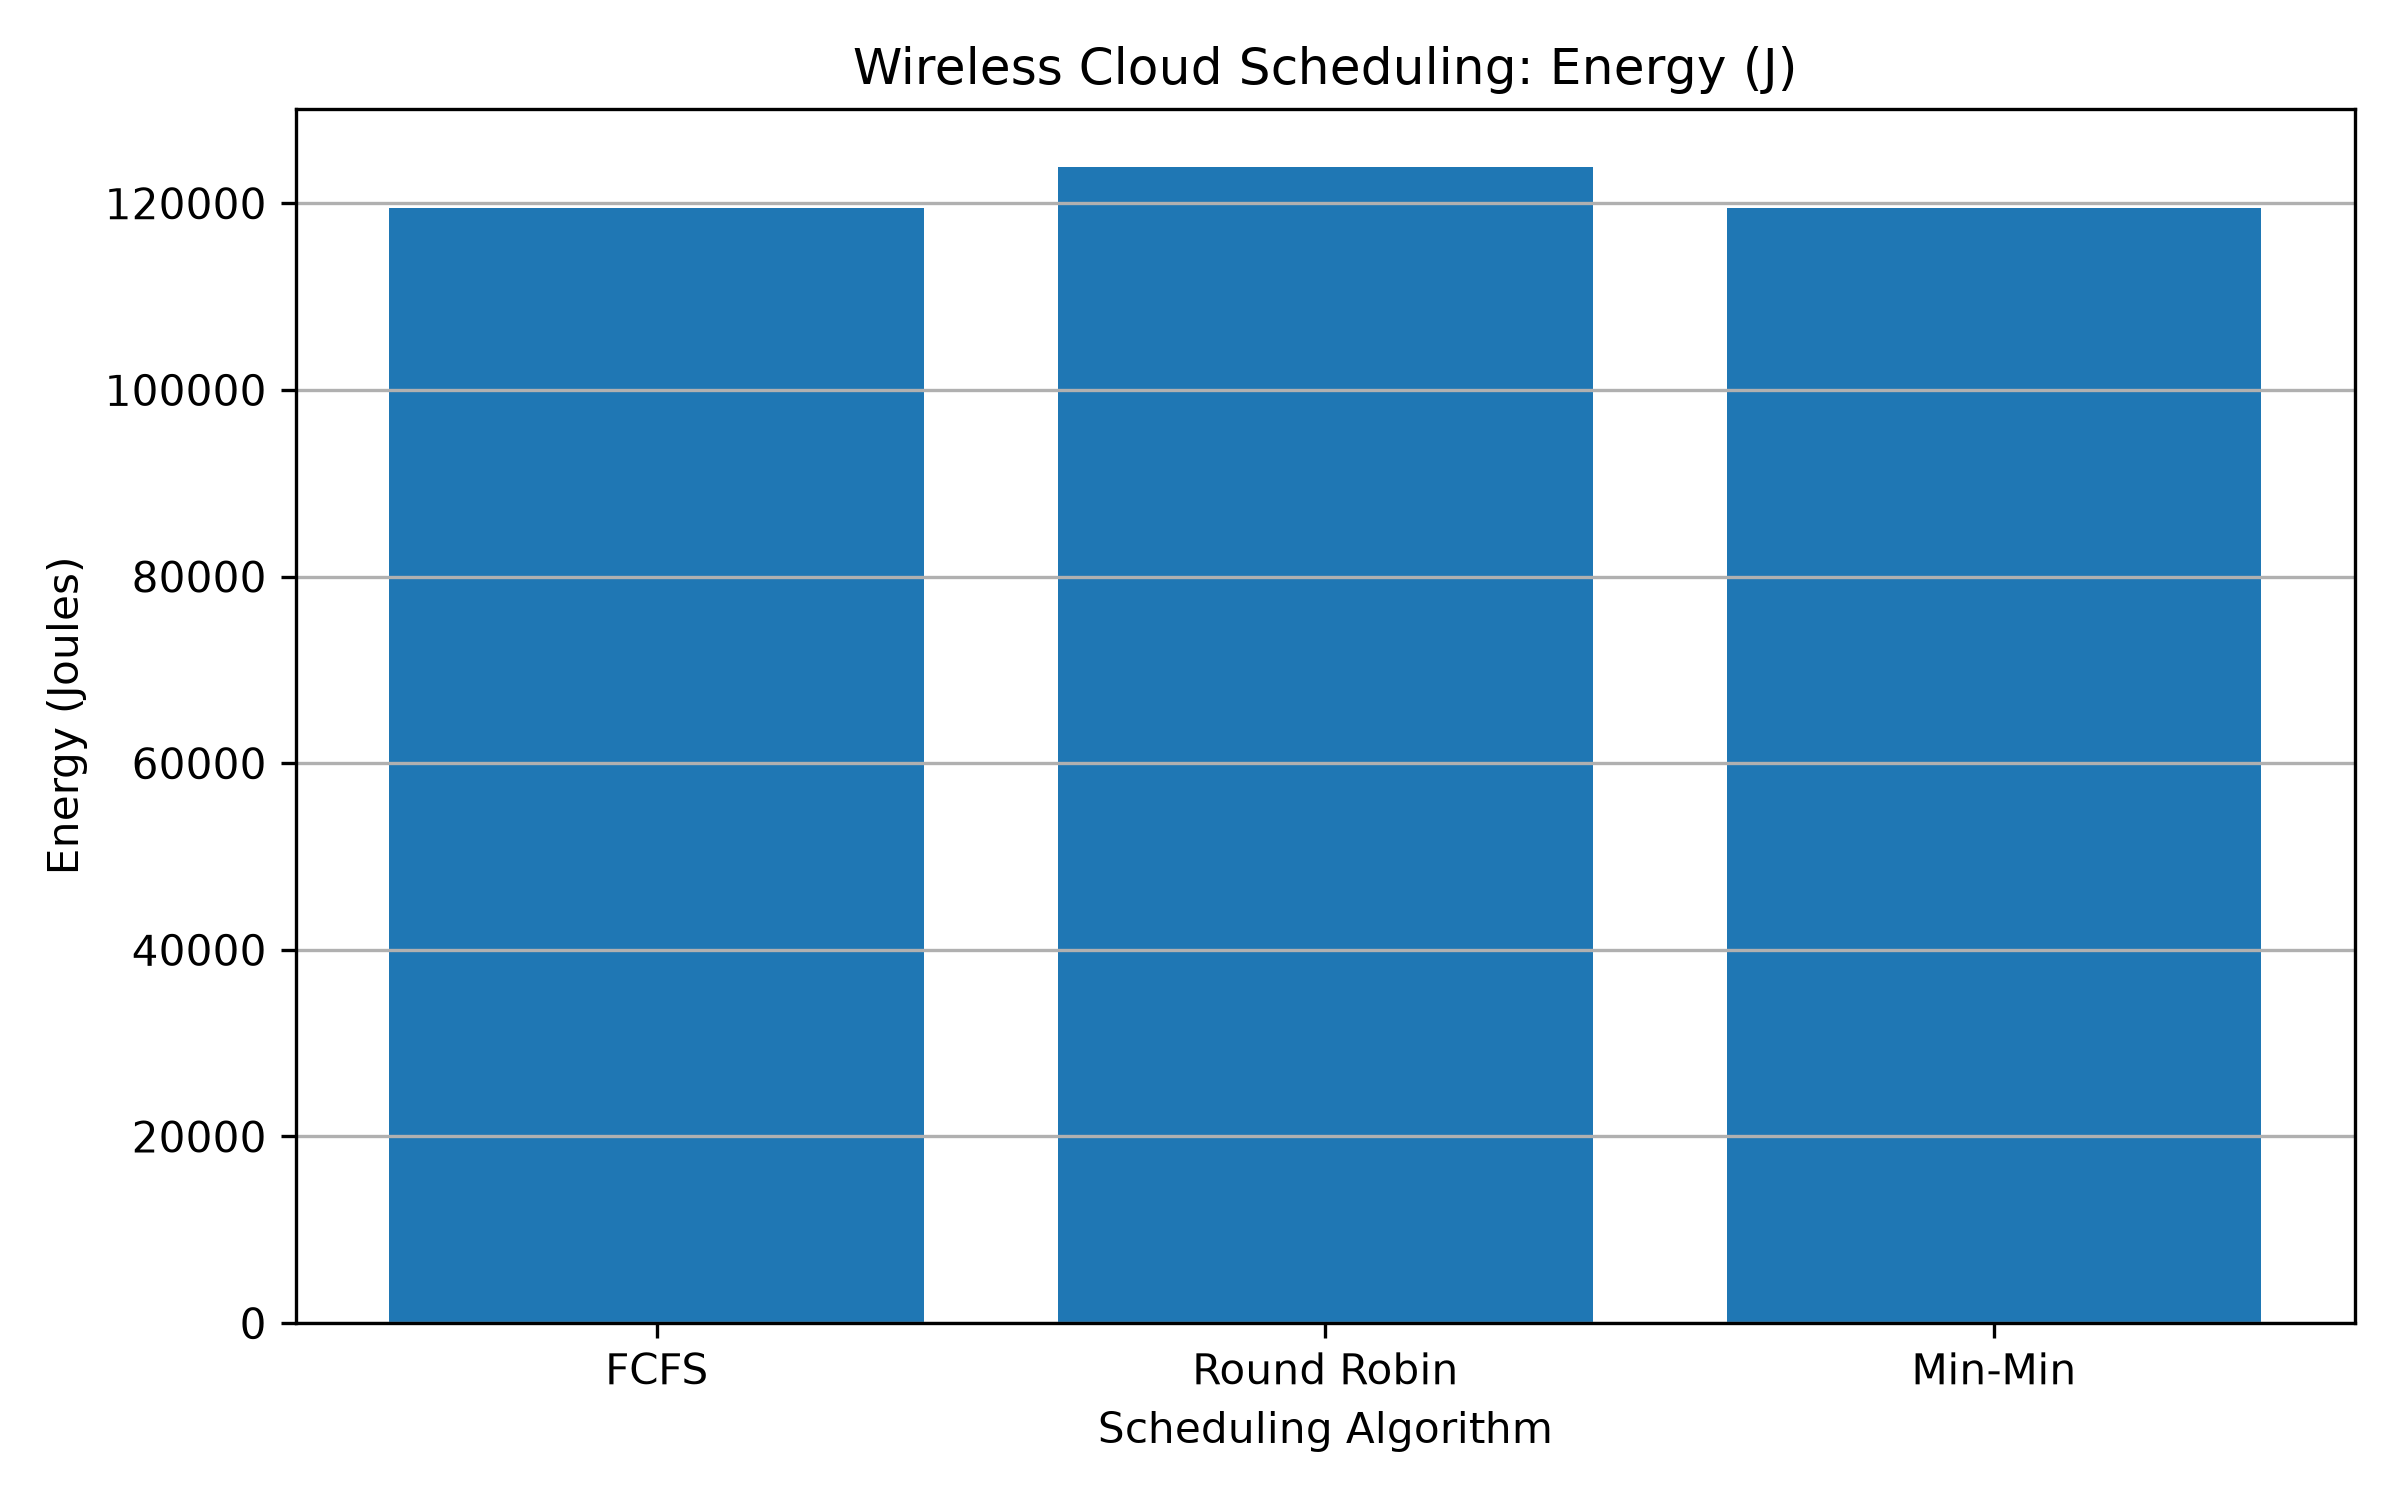 Wireless Cloud Scheduling: Energy (J)
Energy (Joules)
120000
100000
80000
60000
40000
20000
0
FCFS Round Robin Min-Min
Scheduling Algorithm